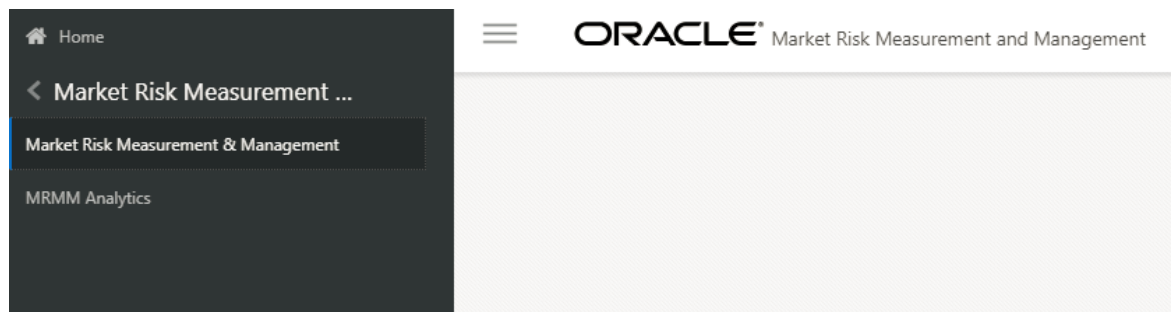 Home
Market Risk Measurement ...
Market Risk Measurement & Management
MRMM Analytics
ORACLE® Market Risk Measurement and Management